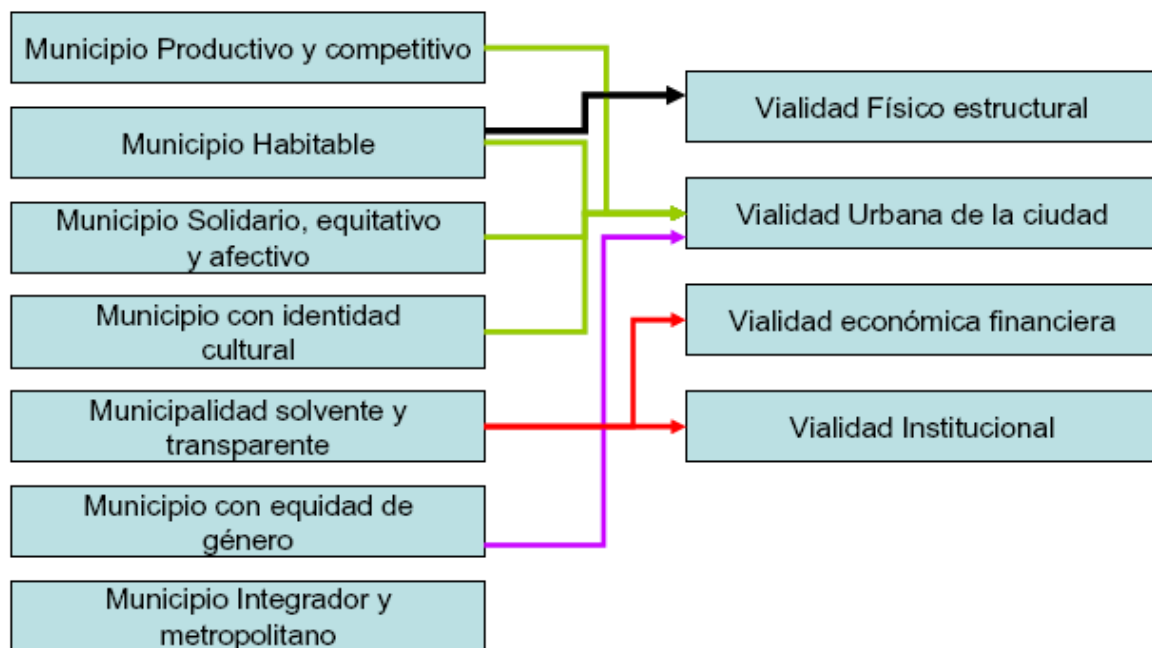 Municipio Productivo y competitivo
Municipio Habitable
Municipio Solidario, equitativo
y afectivo
Municipio con identidad
cultural
Municipalidad solvente y
transparente
Municipio con equidad de
género
Municipio Integrador y
metropolitano
Vialidad Físico estructural
Vialidad Urbana de la ciudad
Vialidad económica financiera
Vialidad Institucional